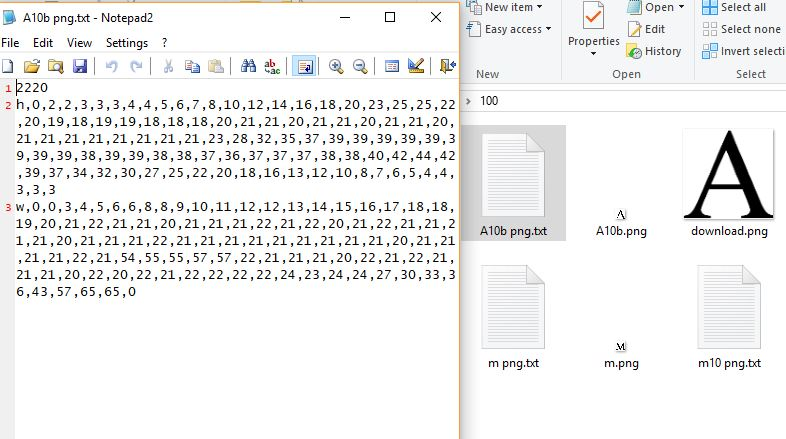 A10b png.txt - Notepad2
File Edit View Settings ?
1 2220
2 h,0,2,2,3,3,3,4,4,5,6,7,8,10,12,14,16,18,20,23,25,25,22
,20,19,18,19,19,18,18,18,20,21,21,20,21,21,20,21,21,20,
21,21,21,21,21,21,21,21,23,28,32,35,37,39,39,39,39,39,3
9,39,39,38,39,39,38,38,37,36,37,37,37,38,38,40,42,44,42
,39,37,34,32,30,27,25,22,20,18,16,13,12,10,8,7,6,5,4,4,
3,3,3
3 w,0,0,3,4,5,6,6,8,8,9,10,11,12,12,13,14,15,16,17,18,18,
19,20,21,22,21,21,20,21,21,21,22,21,22,20,21,22,21,21,2
1,21,20,21,21,21,22,21,21,21,21,21,21,21,21,21,20,21,21
,21,21,22,21,54,55,55,57,57,22,21,21,21,20,22,21,22,21,
21,21,20,22,20,22,21,22,22,22,22,24,23,24,24,27,30,33,3
6,43,57,65,65,0
New item
Easy access
New
Properties
Open
Edit
History
Open
Select all
Select none
Invert selecti
Select
100
A10b png.txt
A
A10b.png
A
download.png
m png.txt
M
m.png
m10 png.txt